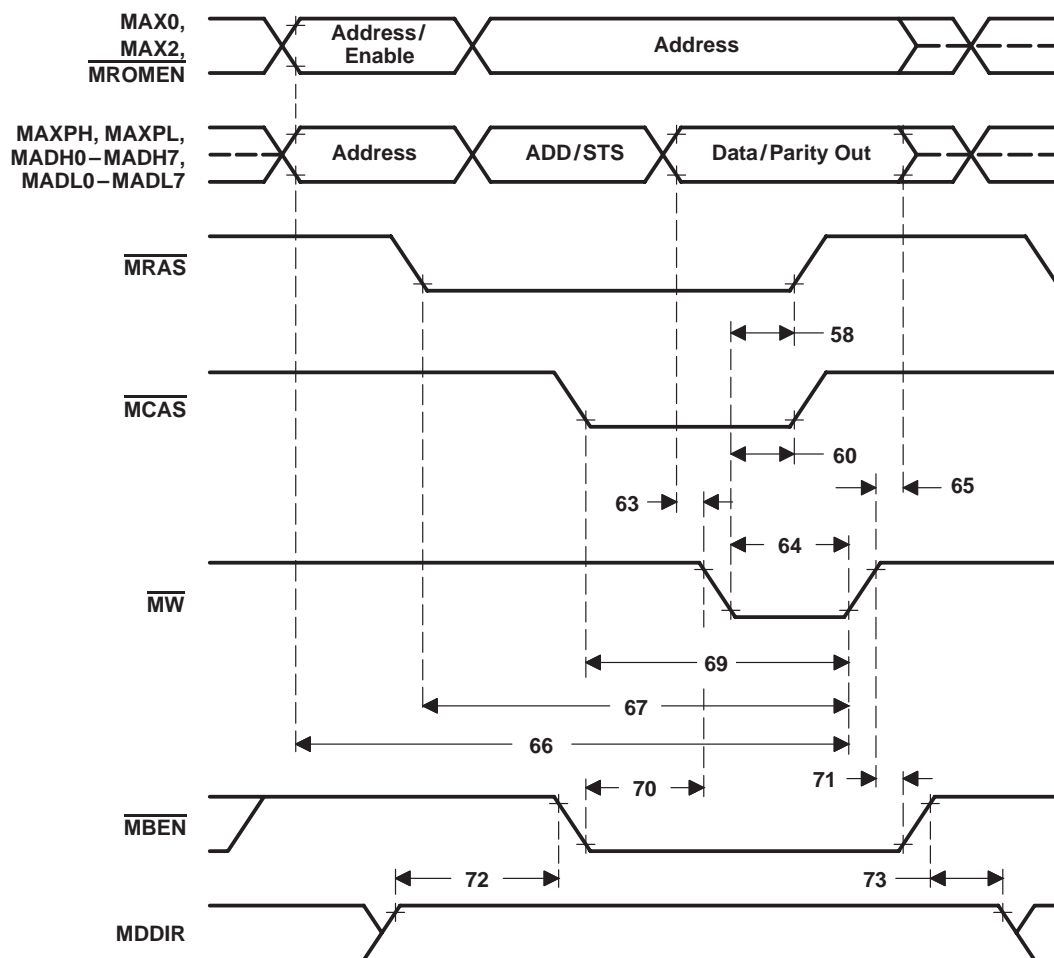 MAX0,
MAX2,
MROMEN
Address/
Enable
Address
MAXPH, MAXPL,
MADH0–MADH7,
MADL0–MADL7
Address
ADD/STS
Data/Parity Out
MRAS
58
MCAS
60
63
65
64
MW
69
67
66
70
71
MBEN
72
73
MDDIR